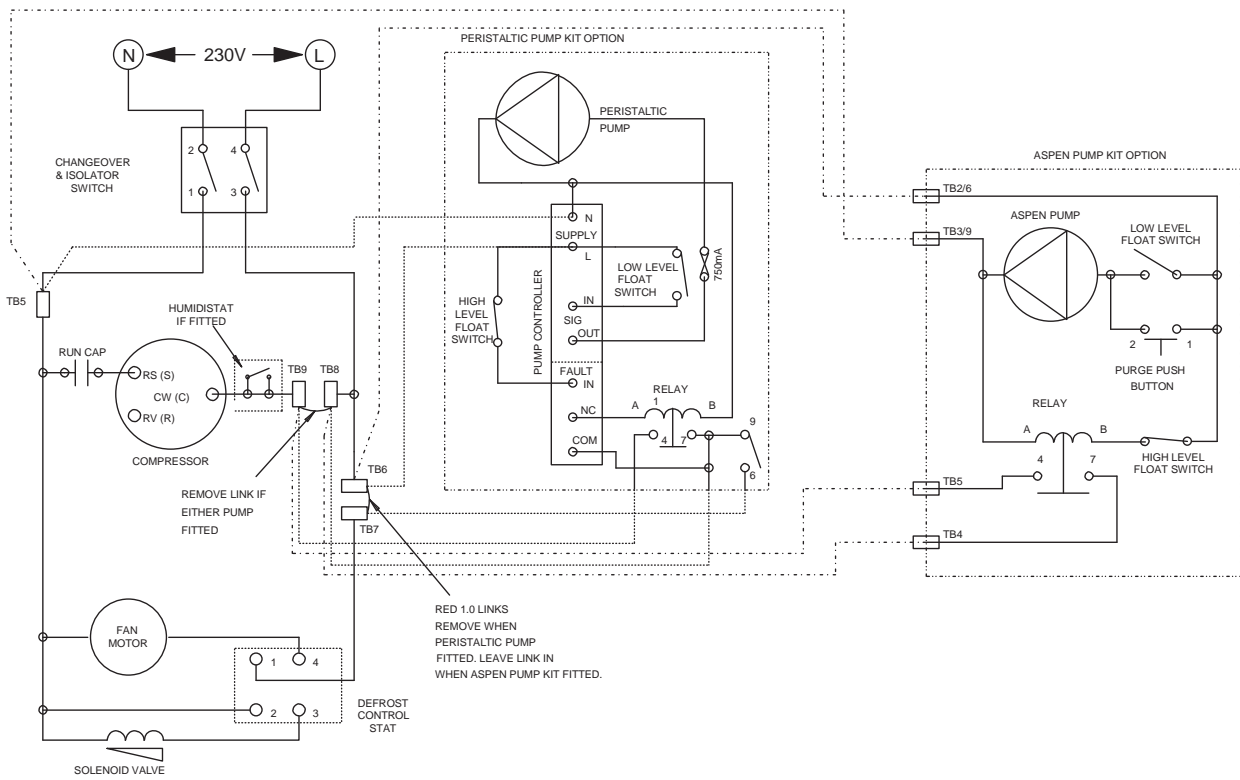 N
230V
L
2
4
1
3
CHANGEOVER
& ISOLATOR
SWITCH
TB5
HUMIDISTAT
IF FITTED
RUN CAP
RS (S)
CW (C)
RV (R)
COMPRESSOR
TB9
TB8
REMOVE LINK IF
EITHER PUMP
FITTED
TB6
TB7
RED 1.0 LINKS
REMOVE WHEN
PERISTALTIC PUMP
FITTED. LEAVE LINK IN
WHEN ASPEN PUMP KIT FITTED.
FAN
MOTOR
1
4
2
3
DEFROST
CONTROL
STAT
SOLENOID VALVE
PERISTALTIC PUMP KIT OPTION
PERISTALTIC
PUMP
N
SUPPLY
L
IN
SIG
OUT
FAULT
IN
NC
COM
PUMP CONTROLLER
HIGH
LEVEL
FLOAT
SWITCH
LOW LEVEL
FLOAT
SWITCH
750mA
RELAY
A
1
B
4
7
9
6
ASPEN PUMP KIT OPTION
TB2/6
TB3/9
ASPEN PUMP
LOW LEVEL
FLOAT SWITCH
2
1
PURGE PUSH
BUTTON
RELAY
A
B
4
7
HIGH LEVEL
FLOAT SWITCH
TB5
TB4